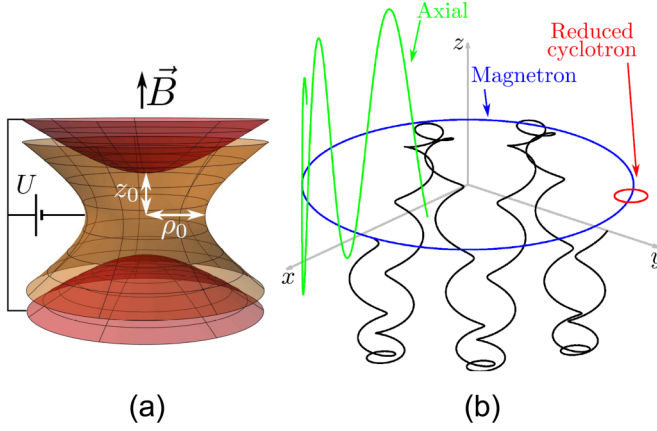 B⃗
U
z₀
ρ₀
(a)
Axial
z
Reduced
cyclotron
Magnetron
x
y
(b)